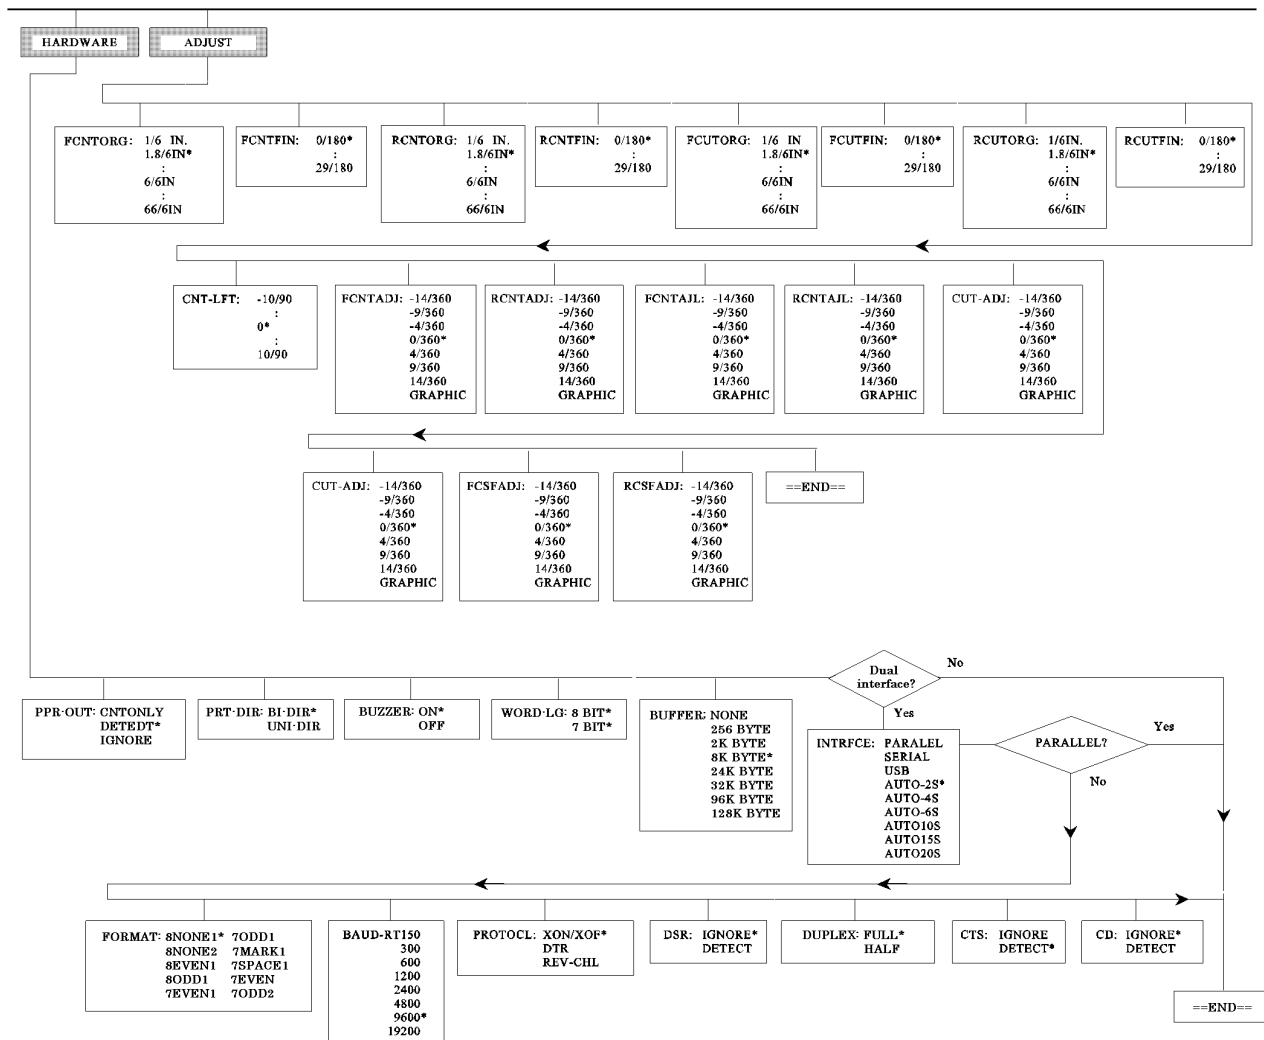 HARDWARE ADJUST
FCNTORG: 1/6 IN.
1.8/6IN*
:
6/6IN
:
66/6IN
FCNTFIN: 0/180*
:
29/180
RCNTORG: 1/6 IN.
1.8/6IN*
:
6/6IN
:
66/6IN
RCNTFIN: 0/180*
:
29/180
FCUTORG: 1/6 IN
1.8/6IN*
:
6/6IN
:
66/6IN
FCUTFIN: 0/180*
:
29/180
RCUTORG: 1/6IN.
1.8/6IN*
:
6/6IN
:
66/6IN
RCUTFIN: 0/180*
:
29/180
CNT-LFT: -10/90
:
0*
:
10/90
FCNTADJ: -14/360
-9/360
-4/360
0/360*
4/360
9/360
14/360
GRAPHIC
RCNTADJ: -14/360
-9/360
-4/360
0/360*
4/360
9/360
14/360
GRAPHIC
FCNTAJL: -14/360
-9/360
-4/360
0/360*
4/360
9/360
14/360
GRAPHIC
RCNTAJL: -14/360
-9/360
-4/360
0/360*
4/360
9/360
14/360
GRAPHIC
CUT-ADJ: -14/360
-9/360
-4/360
0/360*
4/360
9/360
14/360
GRAPHIC
CUT-ADJ: -14/360
-9/360
-4/360
0/360*
4/360
9/360
14/360
GRAPHIC
FCSFADJ: -14/360
-9/360
-4/360
0/360*
4/360
9/360
14/360
GRAPHIC
RCSFADJ: -14/360
-9/360
-4/360
0/360*
4/360
9/360
14/360
GRAPHIC
==END==
PPR-OUT: CNTONLY
DETEDT*
IGNORE
PRT-DIR: BI-DIR*
UNI-DIR
BUZZER: ON*
OFF
WORD-LG: 8 BIT*
7 BIT*
BUFFER: NONE
256 BYTE
2K BYTE
8K BYTE*
24K BYTE
32K BYTE
96K BYTE
128K BYTE
Dual
interface?
No
Yes
INTRFCE: PARALEL
SERIAL
USB
AUTO-2S*
AUTO-4S
AUTO-6S
AUTO10S
AUTO15S
AUTO20S
PARALLEL?
Yes
No
FORMAT: 8NONE1* 7ODD1
8NONE2 7MARK1
8EVEN1 7SPACE1
8ODD1 7EVEN
7EVEN1 7ODD2
BAUD-RT150
300
600
1200
2400
4800
9600*
19200
PROTOCL: XON/XOF*
DTR
REV-CHL
DSR: IGNORE*
DETECT
DUPLEX: FULL*
HALF
CTS: IGNORE
DETECT*
CD: IGNORE*
DETECT
==END==